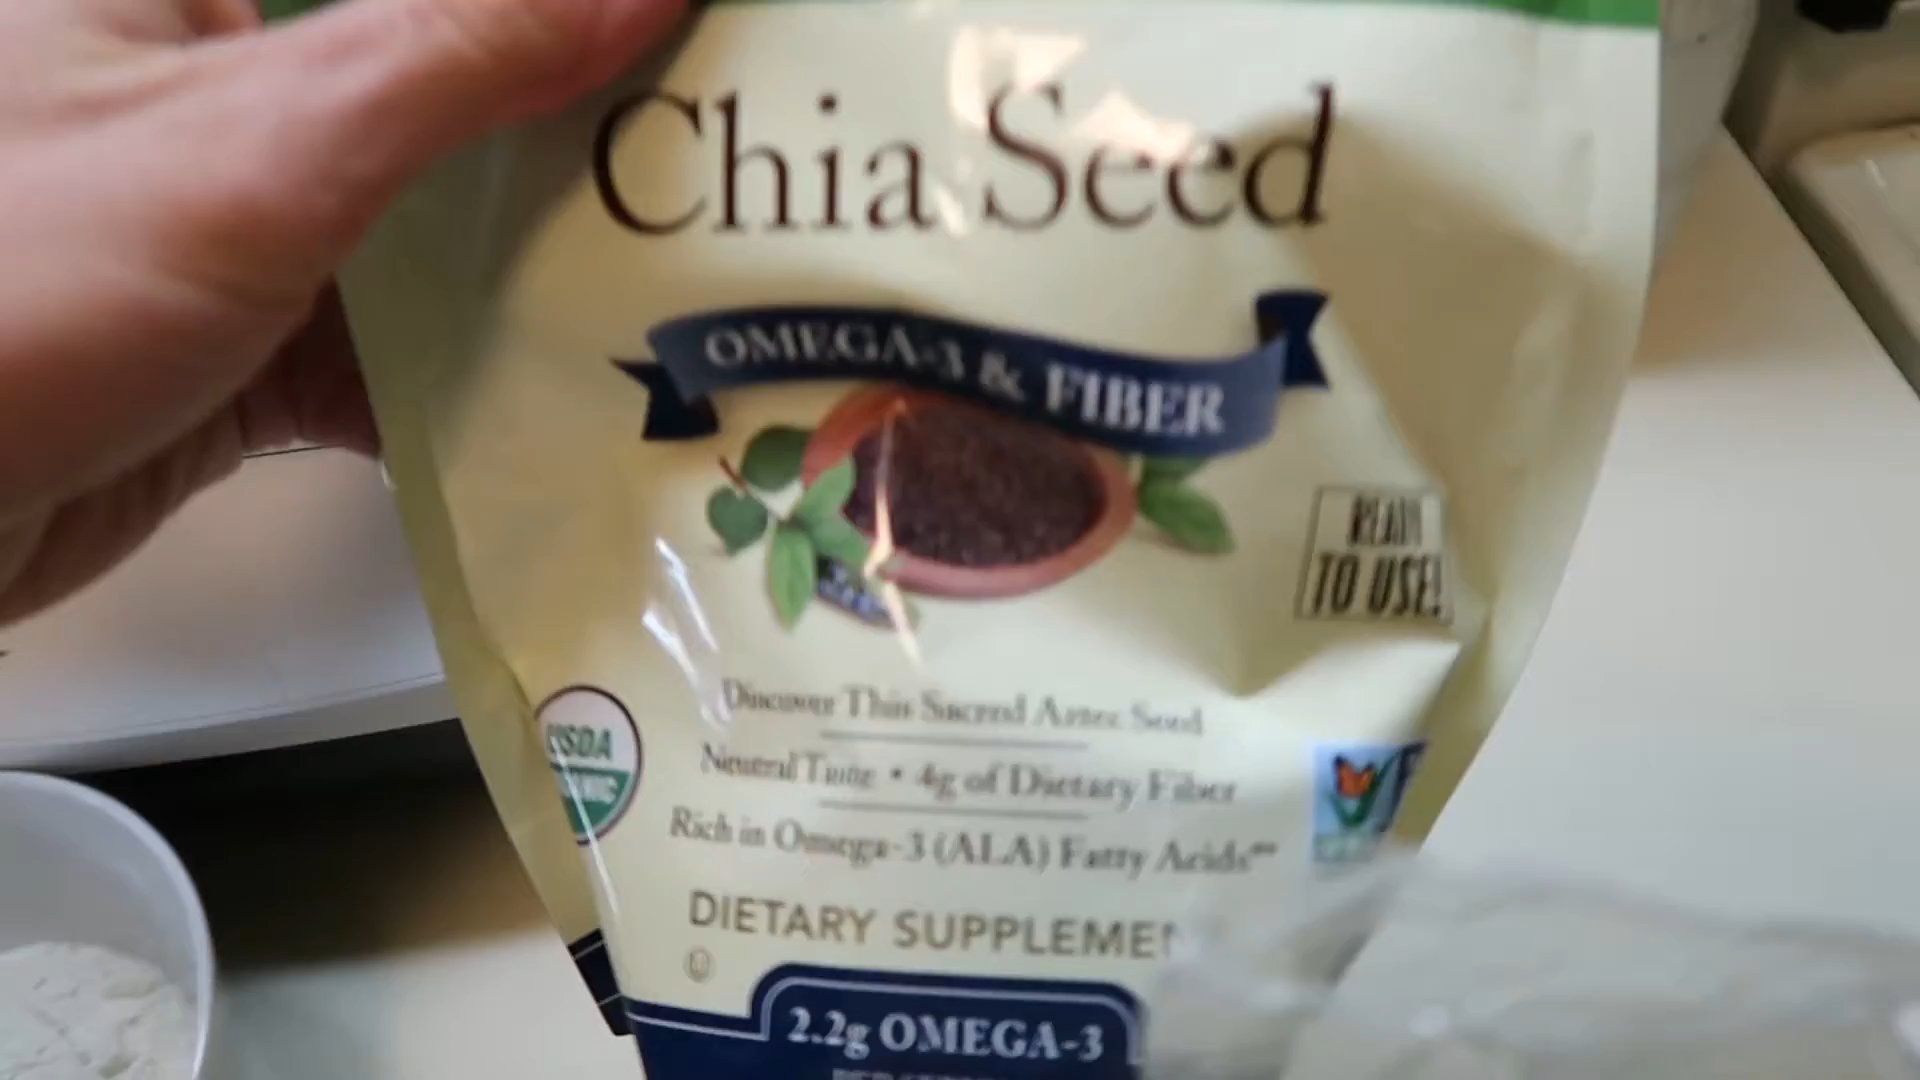 Chia Seed
OMEGA-3 & FIBER
READY
TO USE!
Discover This Sacred Aztec Seed
USDA
Neutral Taste • 4g of Dietary Fiber
Rich in Omega-3 (ALA) Fatty Acids**
DIETARY SUPPLEMEN
U
2.2g OMEGA-3